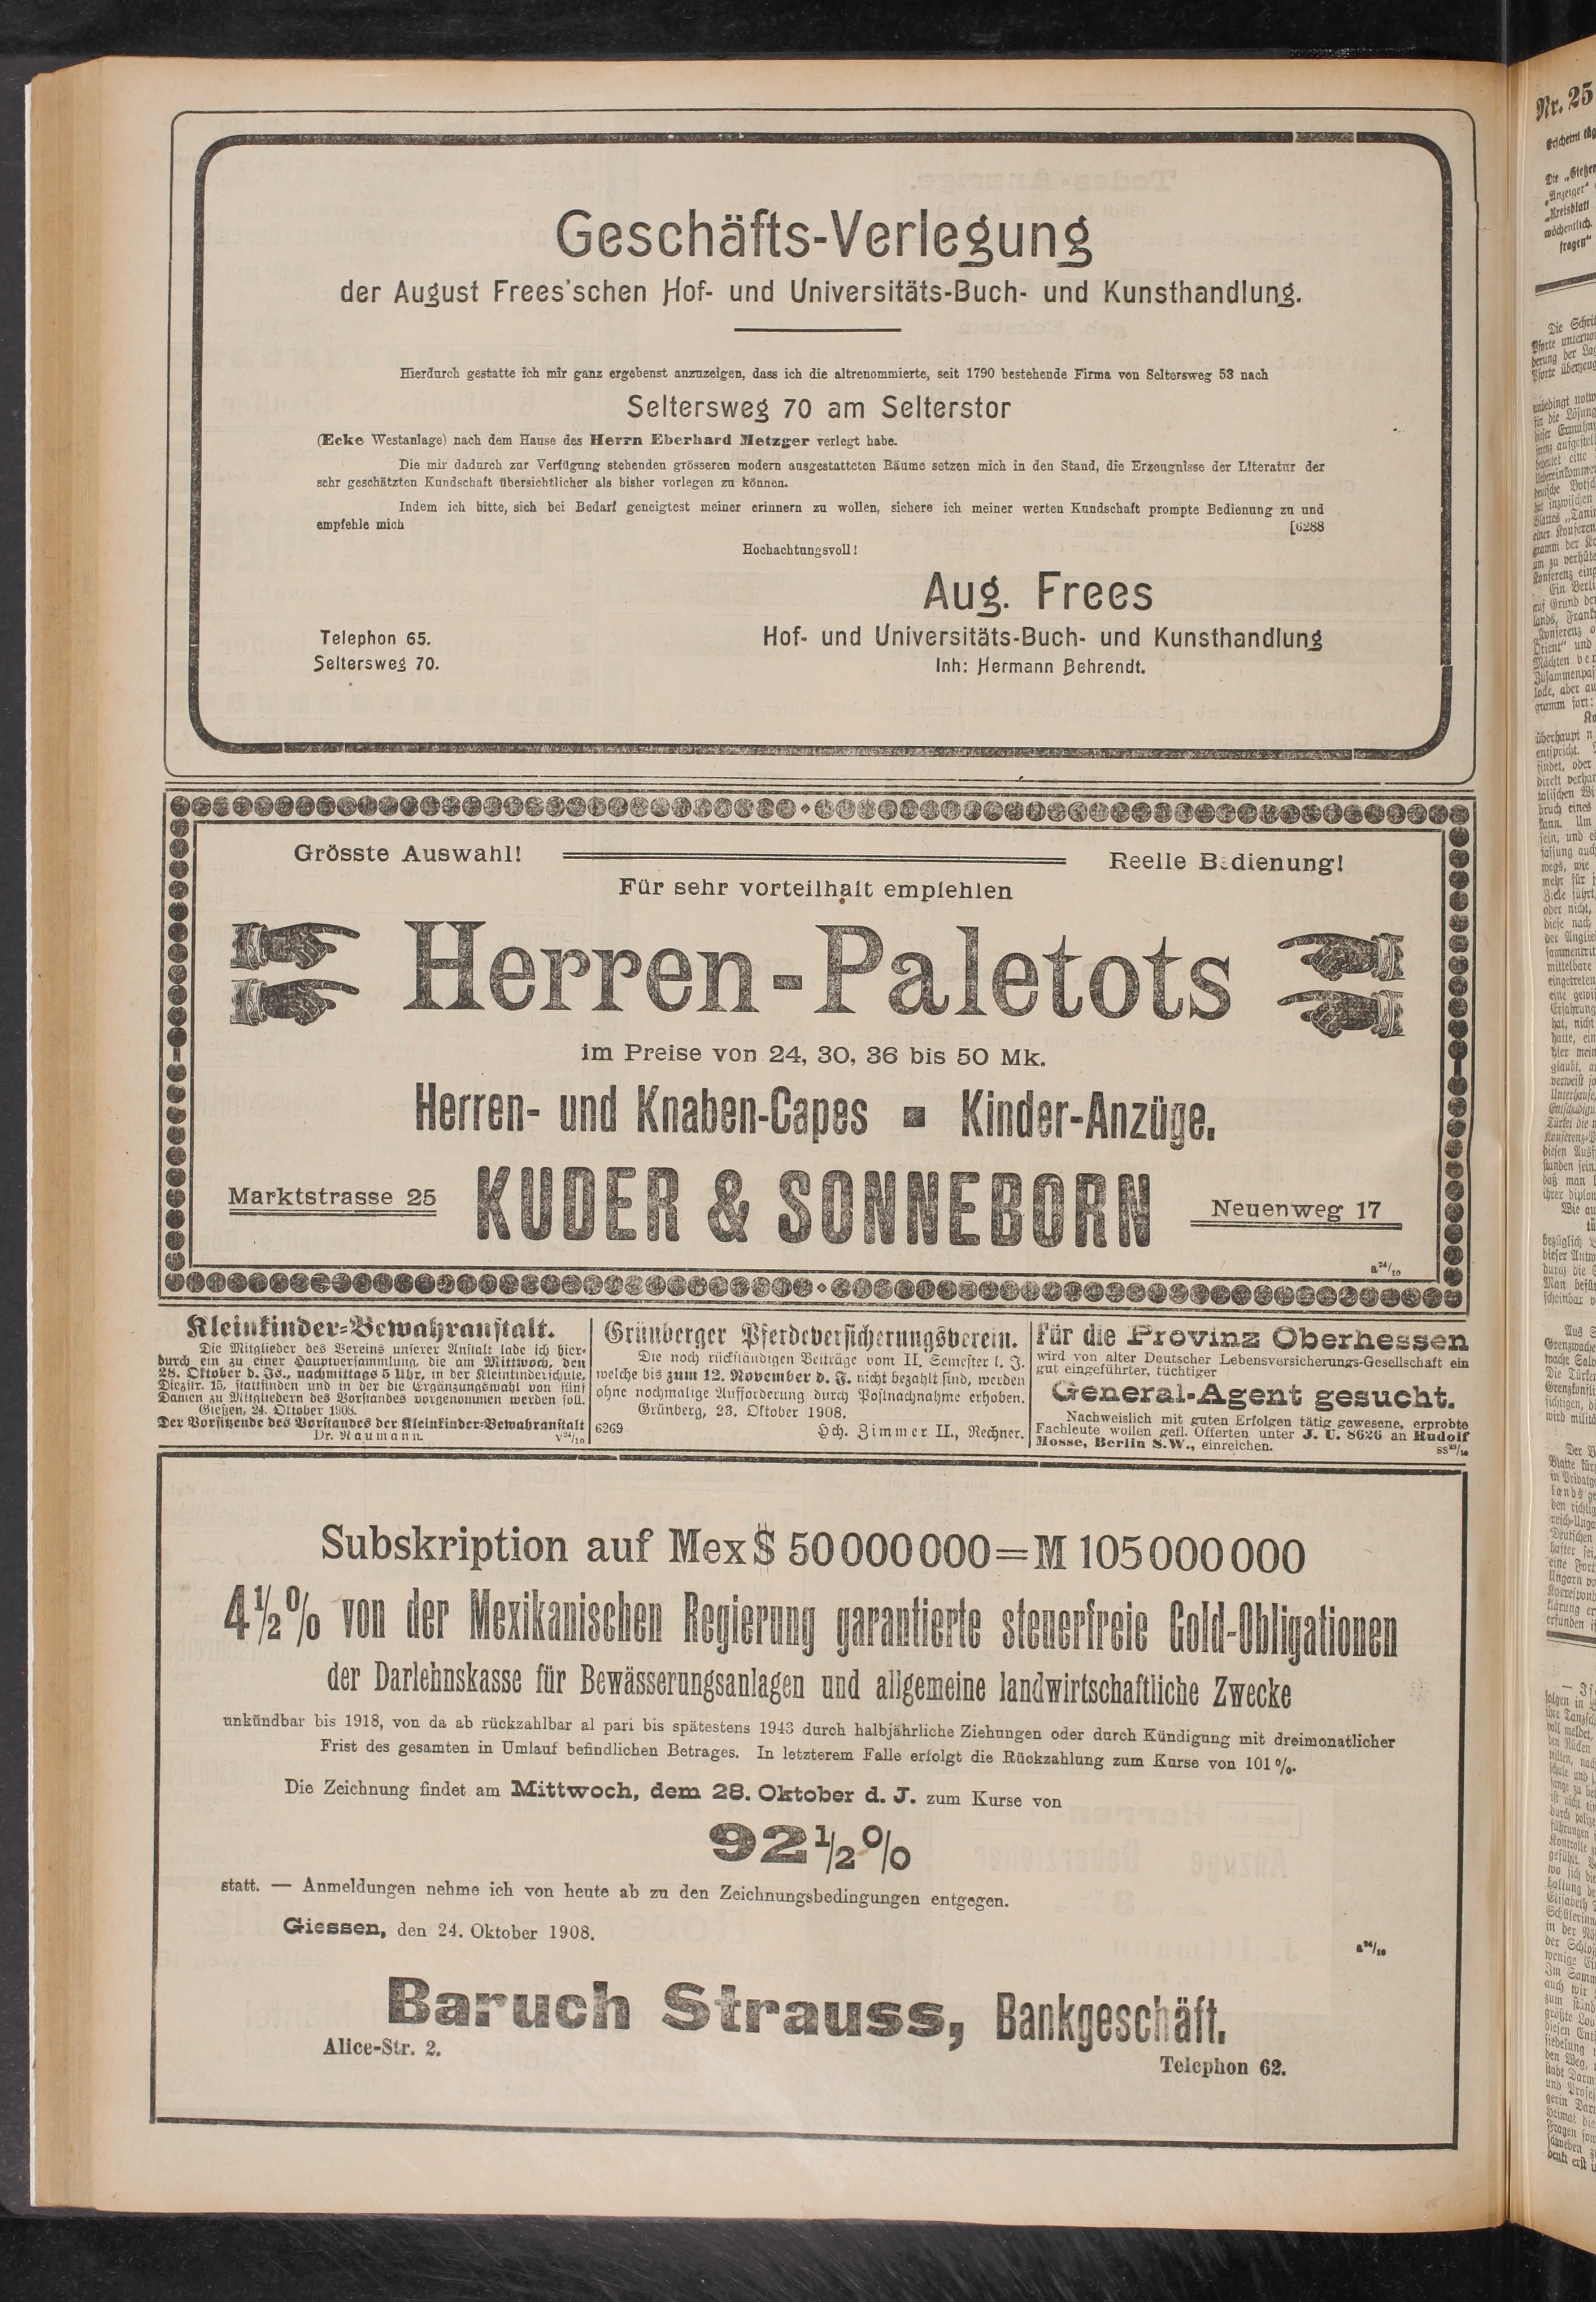 Geschäfts-Verlegung
der August Frees'schen Hof- und Universitäts-Buch- und Kunsthandlung.
Hierdurch gestatte ich mir ganz ergebenst anzuzeigen, dass ich die altrenommierte, seit 1790 bestehende Firma von Seltersweg 53 nach
Seltersweg 70 am Selterstor
(Ecke Westanlage) nach dem Hause des Herrn Eberhard Metzger verlegt habe.
Die mir dadurch zur Verfügung stehenden grösseren modern ausgestatteten Räume setzen mich in den Stand, die Erzeugnisse der Literatur der
sehr geschätzten Kundschaft übersichtlicher als bisher vorlegen zu können.
Indem ich bitte, sich bei Bedarf geneigtest meiner erinnern zu wollen, sichere ich meiner werten Kundschaft prompte Bedienung zu und
empfehle mich [6288
Hochachtungsvoll!
Aug. Frees
Telephon 65. Hof- und Universitäts-Buch- und Kunsthandlung
Seltersweg 70. Inh: Hermann Behrendt.
Grösste Auswahl! Reelle Bedienung!
Für sehr vorteilhaft empfehlen
Herren-Paletots
im Preise von 24, 30, 36 bis 50 Mk.
Herren- und Knaben-Capes ▪ Kinder-Anzüge.
Marktstrasse 25 KUDER & SONNEBORN Neuenweg 17
a24/10
Kleinkinder-Bewahranstalt.
Die Mitglieder des Vereins unserer Anstalt lade ich hier-
durch ein zu einer Hauptversammlung, die am Mittwoch, den
28. Oktober d. Js., nachmittags 5 Uhr, in der Kleinkinderschule,
Diezstr. 15, stattfinden und in der die Ergänzungswahl von fünf
Damen zu Mitgliedern des Vorstandes vorgenommen werden soll.
Gießen, 24. Oktober 1908.
Der Vorsitzende des Vorstandes der Kleinkinder-Bewahranstalt
Dr. Naumann. v24/10
Grünberger Pferdeversicherungsverein.
Die noch rückständigen Beiträge vom II. Semester l. J.
welche bis zum 12. November d. J. nicht bezahlt sind, werden
ohne nochmalige Aufforderung durch Postnachnahme erhoben.
Grünberg, 23. Oktober 1908.
6269 Hch. Zimmer II., Rechner.
Für die Provinz Oberhessen
wird von alter Deutscher Lebensversicherungs-Gesellschaft ein
gut eingeführter, tüchtiger
General-Agent gesucht.
Nachweislich mit guten Erfolgen tätig gewesene, erprobte
Fachleute wollen gefl. Offerten unter J. U. 8626 an Rudolf
Mosse, Berlin S.W., einreichen.
Subskription auf Mex$ 50000000=M 105000000
4½% von der Mexikanischen Regierung garantierte steuerfreie Gold-Obligationen
der Darlehnskasse für Bewässerungsanlagen und allgemeine landwirtschaftliche Zwecke
unkündbar bis 1918, von da ab rückzahlbar al pari bis spätestens 1943 durch halbjährliche Ziehungen oder durch Kündigung mit dreimonatlicher
Frist des gesamten in Umlauf befindlichen Betrages. In letzterem Falle erfolgt die Rückzahlung zum Kurse von 101%.
Die Zeichnung findet am Mittwoch, dem 28. Oktober d. J. zum Kurse von
92½%
statt. — Anmeldungen nehme ich von heute ab zu den Zeichnungsbedingungen entgegen.
Giessen, den 24. Oktober 1908.
a24/10
Baruch Strauss, Bankgeschäft.
Alice-Str. 2.
Telephon 62.
Nr. 25